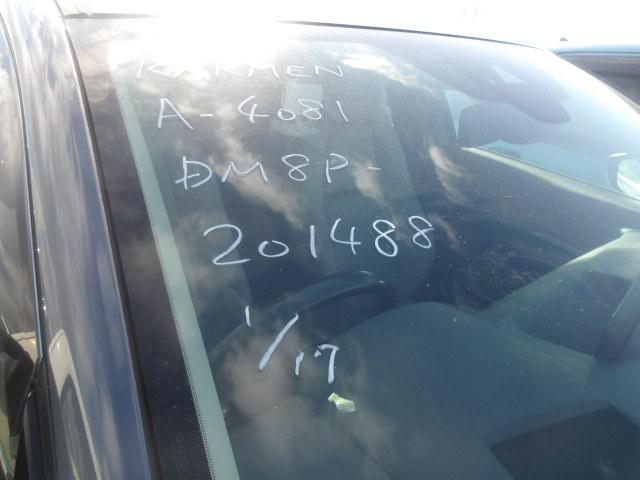 KARMEN
A-4081
DM8P-
201488
1/17